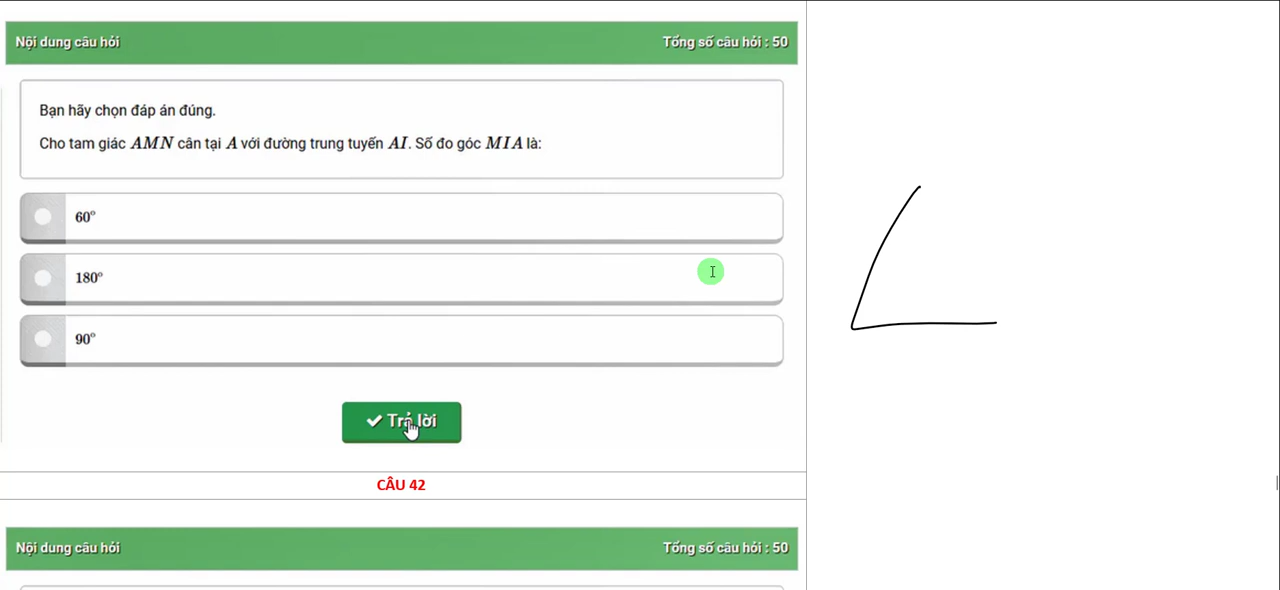 Nội dung câu hỏi
Tổng số câu hỏi : 50
Bạn hãy chọn đáp án đúng.
Cho tam giác AMN cân tại A với đường trung tuyến AI. Số đo góc MIA là:
60°
180°
90°
✔ Trả lời
CÂU 42
Nội dung câu hỏi
Tổng số câu hỏi : 50